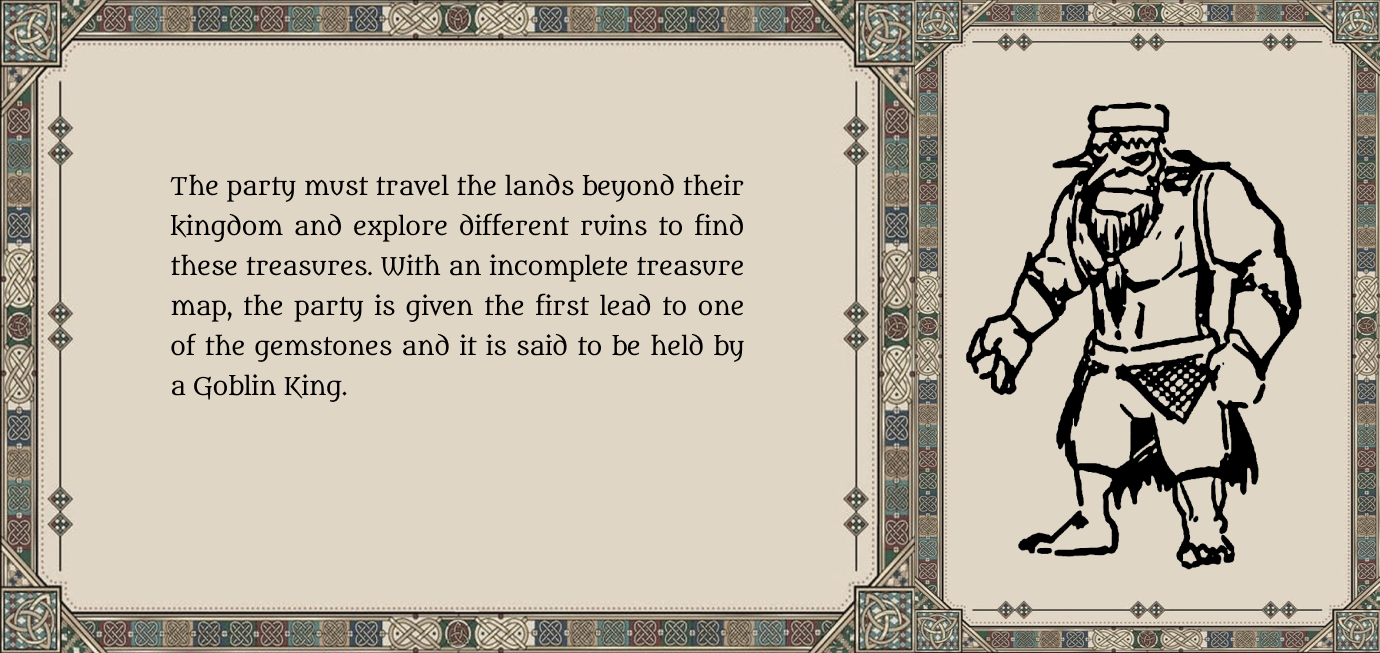 The party must travel the lands beyond their
kingdom and explore different ruins to find
these treasures. With an incomplete treasure
map, the party is given the first lead to one
of the gemstones and it is said to be held by
a Goblin King.